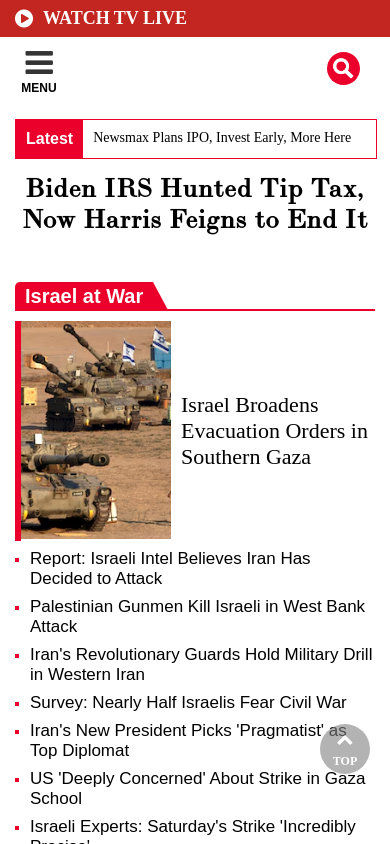 WATCH TV LIVE
MENU
Latest
Newsmax Plans IPO, Invest Early, More Here
Biden IRS Hunted Tip Tax,
Now Harris Feigns to End It
Israel at War
Israel Broadens
Evacuation Orders in
Southern Gaza
Report: Israeli Intel Believes Iran Has
Decided to Attack
Palestinian Gunmen Kill Israeli in West Bank
Attack
Iran's Revolutionary Guards Hold Military Drill
in Western Iran
Survey: Nearly Half Israelis Fear Civil War
Iran's New President Picks 'Pragmatist' as
Top Diplomat
TOP
US 'Deeply Concerned' About Strike in Gaza
School
Israeli Experts: Saturday's Strike 'Incredibly
Precise'